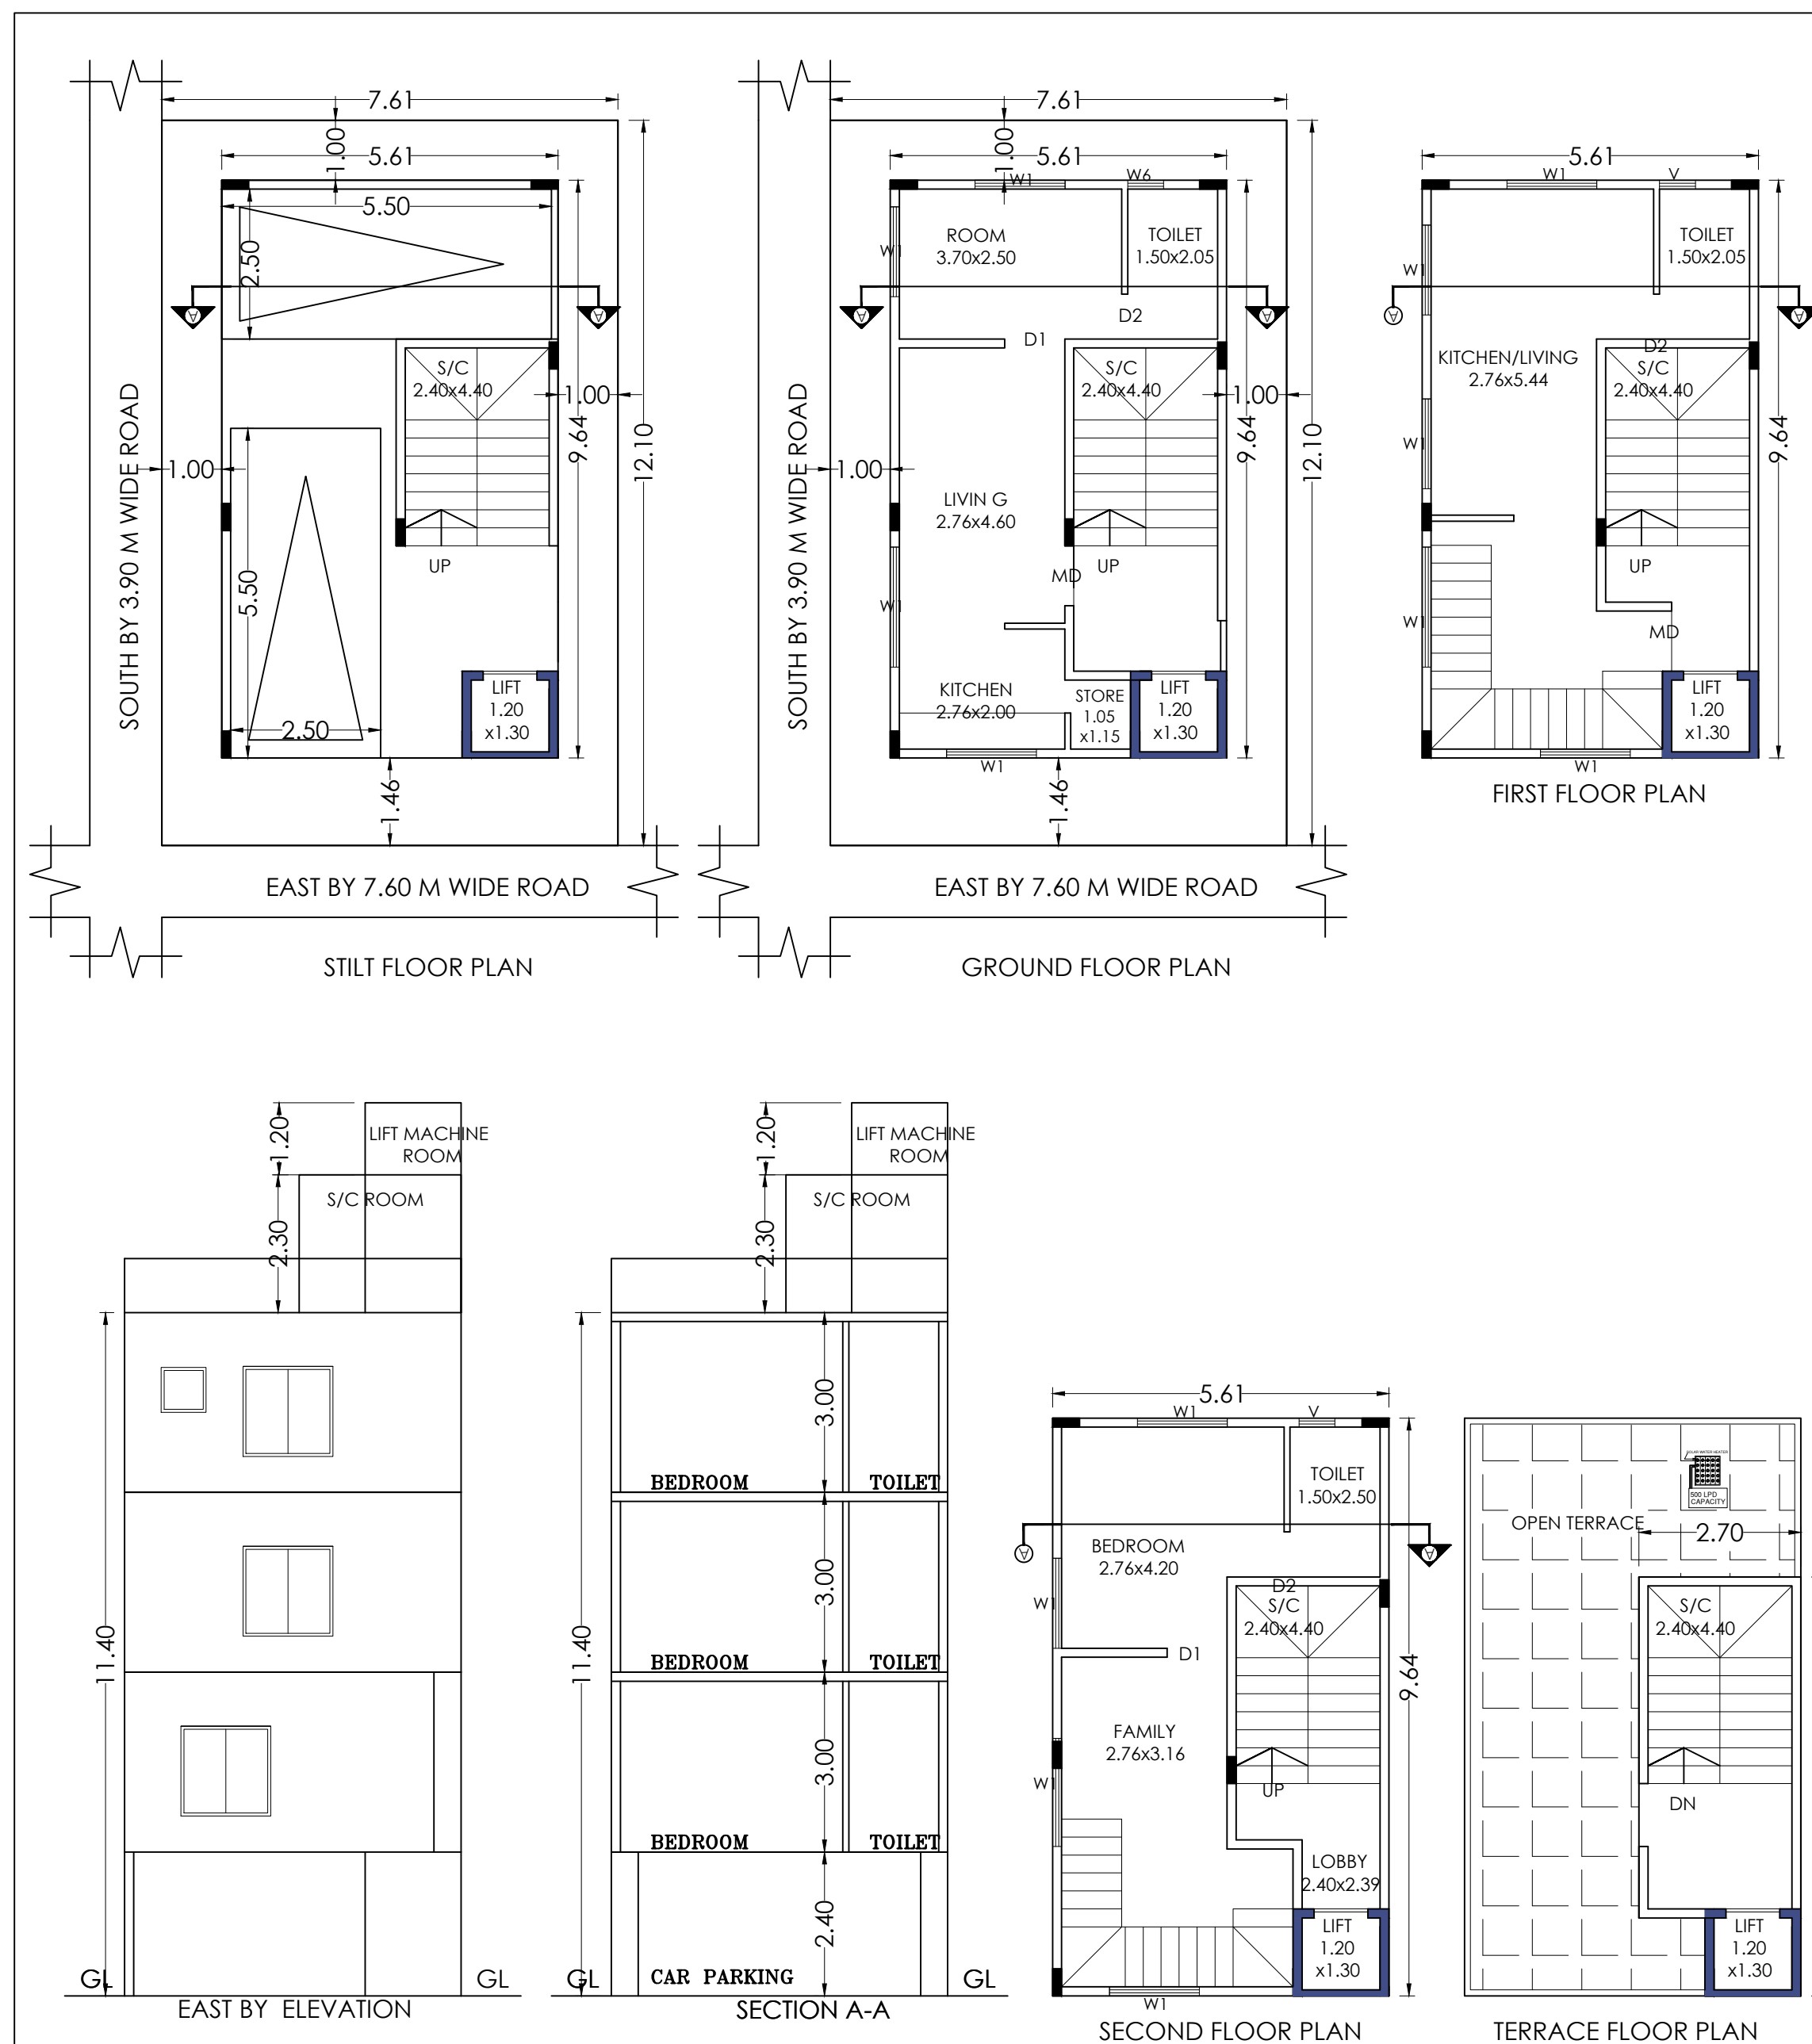 7.61
1.00
5.61
5.50
2.50
S/C
2.40x4.40
1.00
9.64
12.10
1.00
SOUTH BY 3.90 M WIDE ROAD
UP
5.50
2.50
LIFT
1.20
x1.30
1.46
EAST BY 7.60 M WIDE ROAD
STILT FLOOR PLAN
7.61
1.00
5.61
W1
W6
ROOM
3.70x2.50
TOILET
1.50x2.05
W1
D2
D1
S/C
2.40x4.40
1.00
9.64
12.10
1.00
SOUTH BY 3.90 M WIDE ROAD
LIVIN G
2.76x4.60
UP
MD
W1
KITCHEN
2.76x2.00
STORE
1.05
x1.15
LIFT
1.20
x1.30
W1
1.46
EAST BY 7.60 M WIDE ROAD
GROUND FLOOR PLAN
5.61
W1
V
TOILET
1.50x2.05
W1
A
A
A
A
A
A
KITCHEN/LIVING
2.76x5.44
D2
S/C
2.40x4.40
9.64
W1
UP
W1
MD
LIFT
1.20
x1.30
W1
FIRST FLOOR PLAN
1.20
LIFT MACHINE
ROOM
S/C ROOM
2.30
11.40
GL
GL
EAST BY ELEVATION
1.20
LIFT MACHINE
ROOM
S/C ROOM
2.30
3.00
BEDROOM
TOILET
3.00
11.40
BEDROOM
TOILET
3.00
BEDROOM
TOILET
2.40
GL
CAR PARKING
GL
SECTION A-A
5.61
W1
V
TOILET
1.50x2.50
BEDROOM
2.76x4.20
A
A
D2
S/C
2.40x4.40
W1
D1
9.64
FAMILY
2.76x3.16
W1
UP
LOBBY
2.40x2.39
LIFT
1.20
x1.30
W1
SECOND FLOOR PLAN
SOLAR WATER HEATER
500 LPD
CAPACITY
OPEN TERRACE
2.70
S/C
2.40x4.40
DN
LIFT
1.20
x1.30
TERRACE FLOOR PLAN